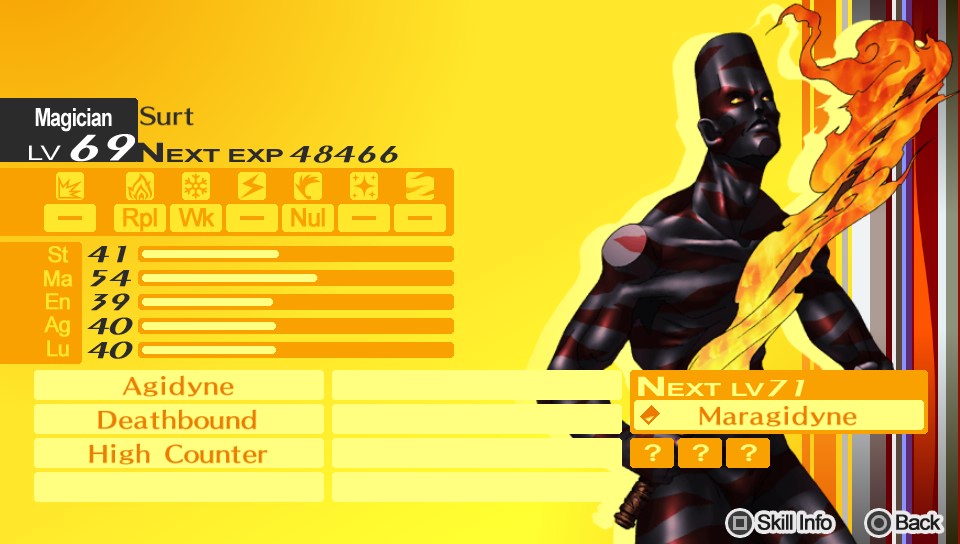 Magician Surt
LV 69 NEXT EXP 48466
— Rpl Wk — Nul — —
St 41
Ma 54
En 39
Ag 40
Lu 40
Agidyne
Deathbound
High Counter
NEXT LV 71
Maragidyne
? ? ?
Skill Info Back